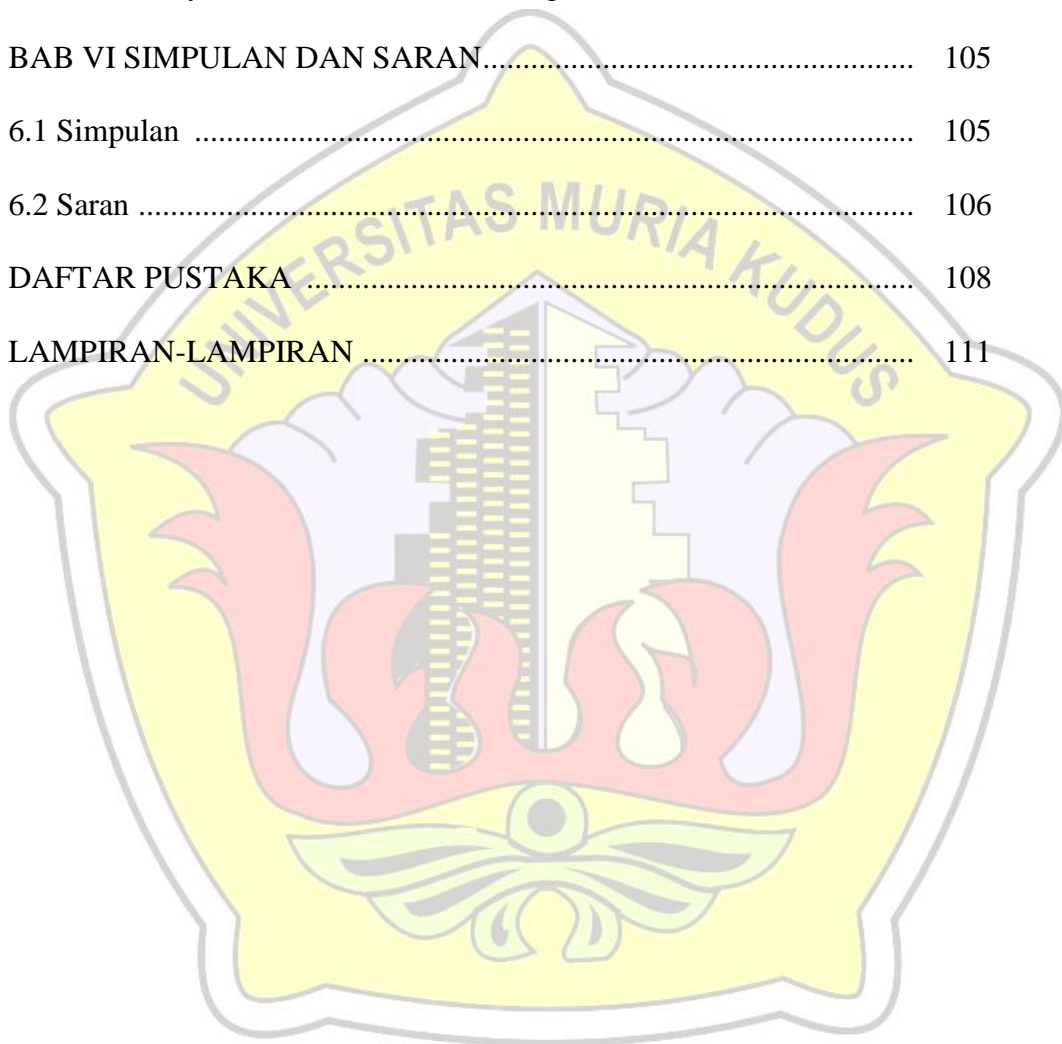 BAB VI SIMPULAN DAN SARAN...................................................... 105
6.1 Simpulan .......................................................................................... 105
6.2 Saran ................................................................................................. 106
DAFTAR PUSTAKA ............................................................................ 108
LAMPIRAN-LAMPIRAN ..................................................................... 111
UNIVERSITAS MURIA KUDUS